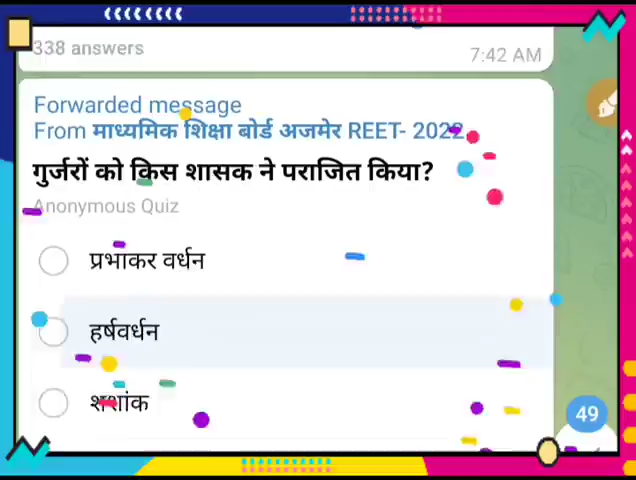 338 answers
7:42 AM
Forwarded message
From माध्यमिक शिक्षा बोर्ड अजमेर REET- 2022
गुर्जरों को किस शासक ने पराजित किया?
Anonymous Quiz
प्रभाकर वर्धन
हर्षवर्धन
शशांक
49